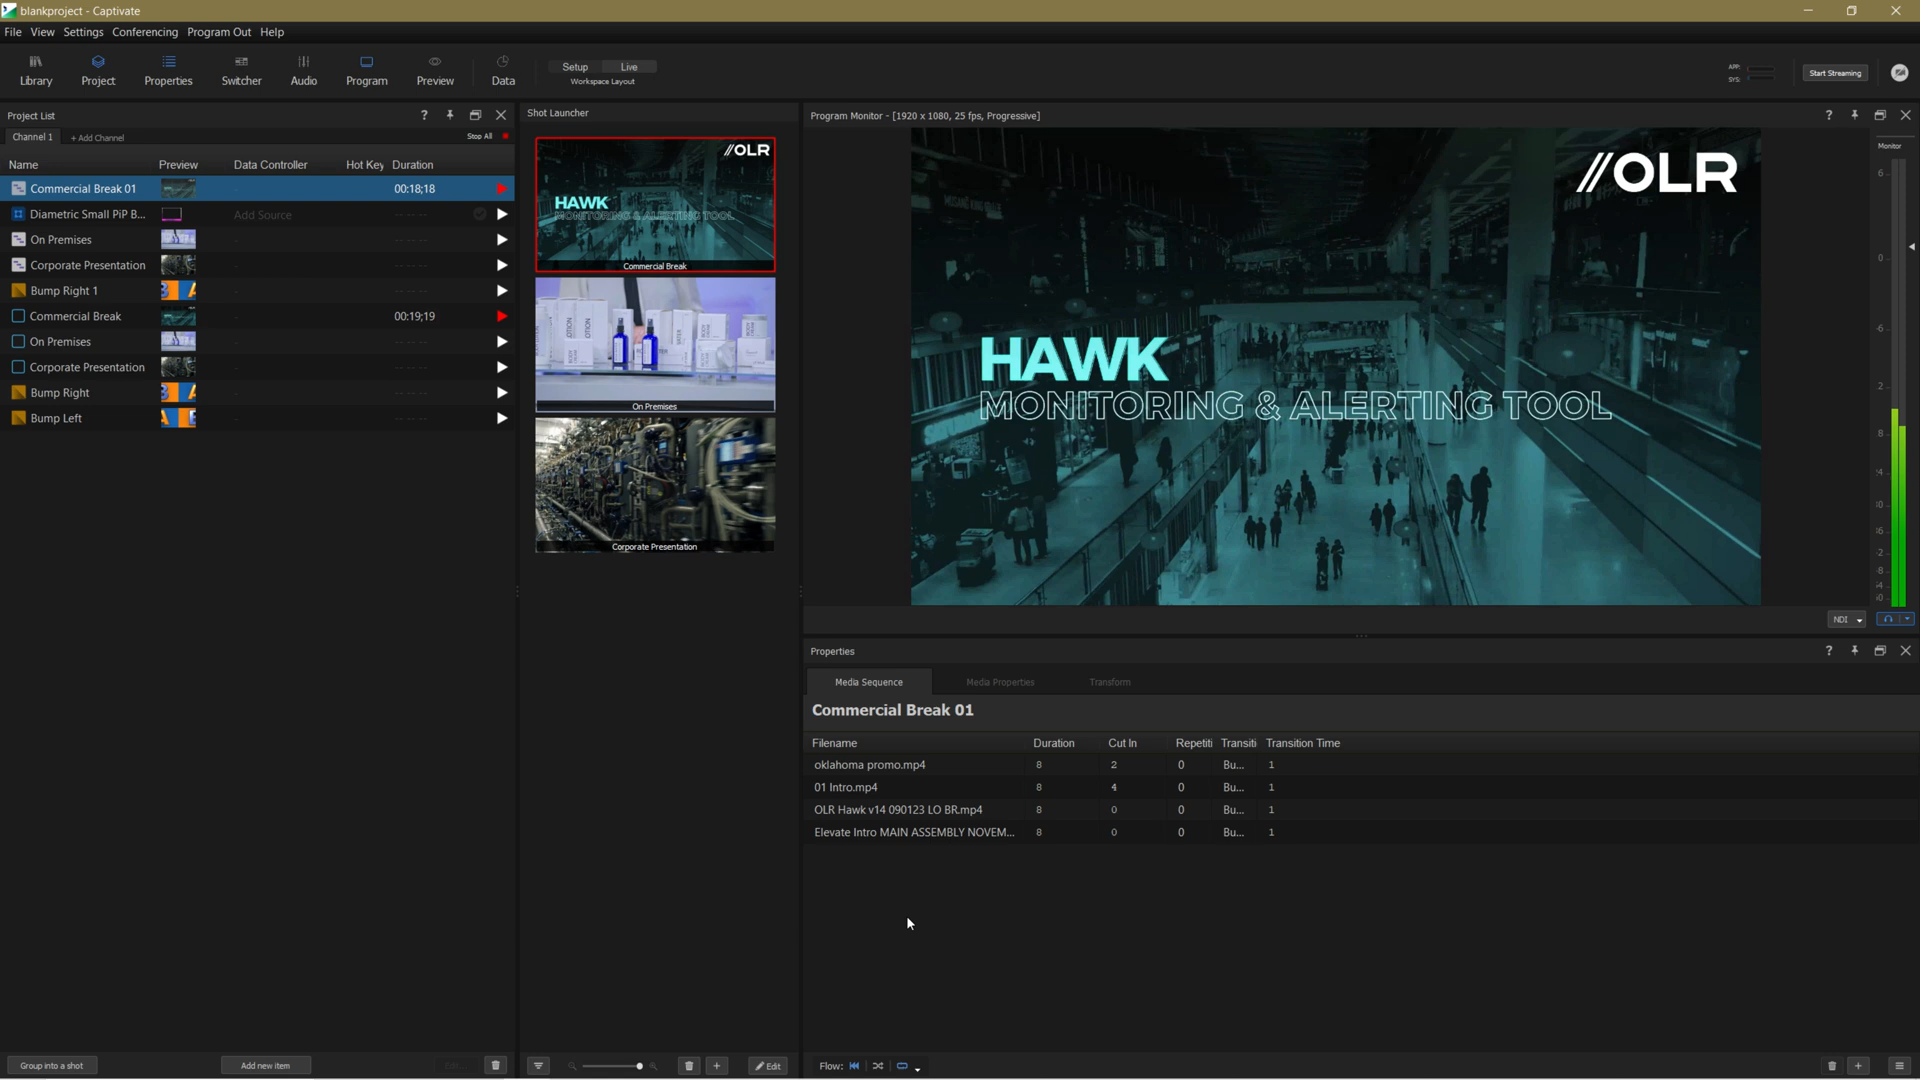 blankproject - Captivate
File View Settings Conferencing Program Out Help
Library Project Properties Switcher Audio Program Preview Data
Setup Live
Workspace Layout
APP:
SYS:
Start Streaming
Project List
Channel 1 + Add Channel Stop All
Name Preview Data Controller Hot Key Duration
Commercial Break 01 00:18;18
Diametric Small PiP B... Add Source
On Premises
Corporate Presentation
Bump Right 1
Commercial Break 00:19;19
On Premises
Corporate Presentation
Bump Right
Bump Left
Group into a shot Add new item
Shot Launcher
//OLR
HAWK
MONITORING & ALERTING TOOL
Commercial Break
On Premises
Corporate Presentation
Edit
Program Monitor - [1920 x 1080, 25 fps, Progressive]
//OLR
HAWK
MONITORING & ALERTING TOOL
Monitor
NDI
Properties
Media Sequence Media Properties Transform
Commercial Break 01
Filename Duration Cut In Repetiti Transiti Transition Time
oklahoma promo.mp4 8 2 0 Bu... 1
01 Intro.mp4 8 4 0 Bu... 1
OLR Hawk v14 090123 LO BR.mp4 8 0 0 Bu... 1
Elevate Intro MAIN ASSEMBLY NOVEM... 8 0 0 Bu... 1
Flow: